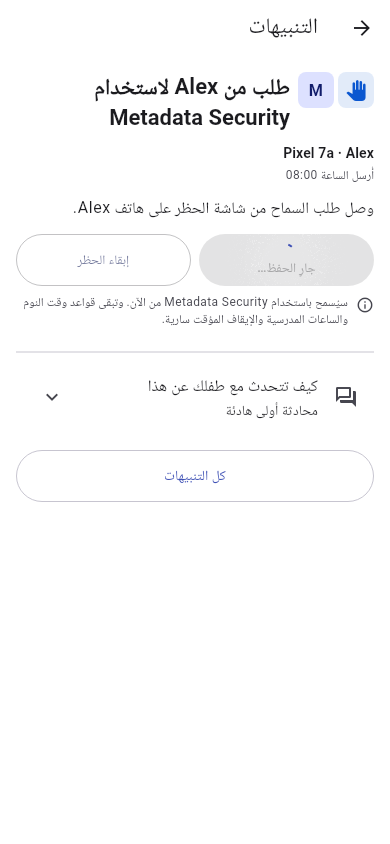 التنبيهات
M
طلب من Alex لاستخدام
Metadata Security
Pixel 7a · Alex
أُرسل الساعة 08:00
وصل طلب السماح من شاشة الحظر على هاتف Alex.
جارٍ الحفظ…
إبقاء الحظر
سيُسمح باستخدام Metadata Security من الآن. وتبقى قواعد وقت النوم
والساعات المدرسية والإيقاف المؤقت سارية.
كيف تتحدث مع طفلك عن هذا
محادثة أولى هادئة
كل التنبيهات